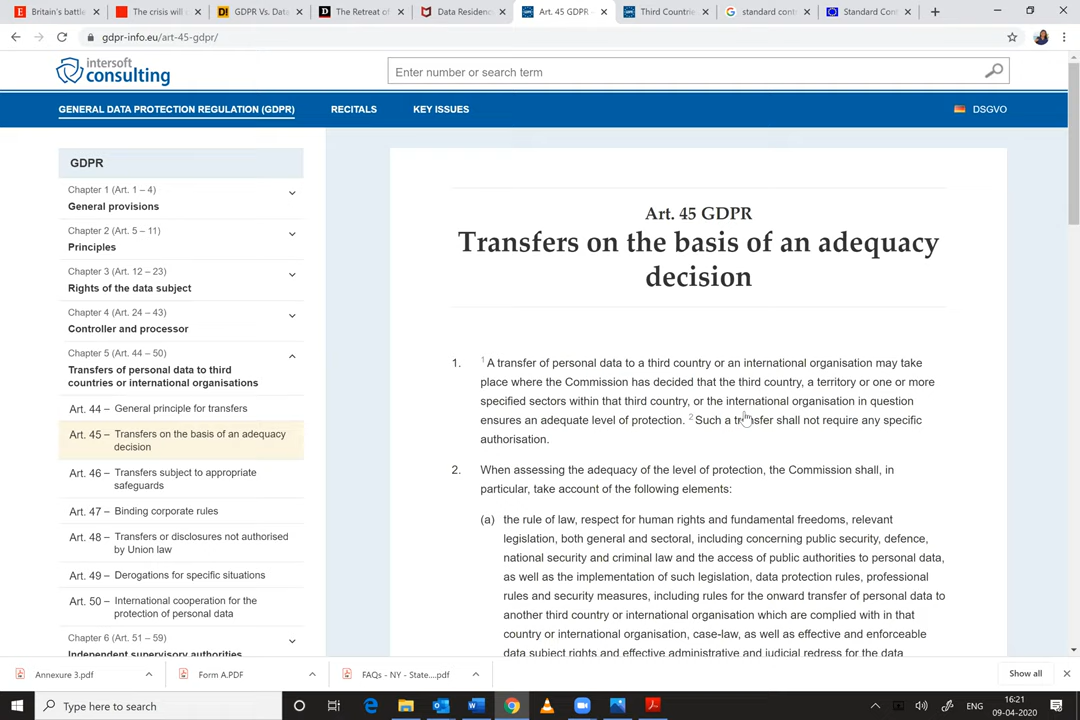 Britain's battle
The crisis will
GDPR Vs. Data
The Retreat of
Data Residenc
Art. 45 GDPR
Third Countries
standard cont
Standard Cont
gdpr-info.eu/art-45-gdpr/
intersoft
consulting
Enter number or search term
GENERAL DATA PROTECTION REGULATION (GDPR)
RECITALS
KEY ISSUES
DSGVO
GDPR
Chapter 1 (Art. 1 – 4)
General provisions
Chapter 2 (Art. 5 – 11)
Principles
Chapter 3 (Art. 12 – 23)
Rights of the data subject
Chapter 4 (Art. 24 – 43)
Controller and processor
Chapter 5 (Art. 44 – 50)
Transfers of personal data to third
countries or international organisations
Art. 44 – General principle for transfers
Art. 45 – Transfers on the basis of an adequacy
decision
Art. 46 – Transfers subject to appropriate
safeguards
Art. 47 – Binding corporate rules
Art. 48 – Transfers or disclosures not authorised
by Union law
Art. 49 – Derogations for specific situations
Art. 50 – International cooperation for the
protection of personal data
Chapter 6 (Art. 51 – 59)
Independent supervisory authorities
Art. 45 GDPR
Transfers on the basis of an adequacy
decision
1. 1 A transfer of personal data to a third country or an international organisation may take
place where the Commission has decided that the third country, a territory or one or more
specified sectors within that third country, or the international organisation in question
ensures an adequate level of protection. 2 Such a transfer shall not require any specific
authorisation.
2. When assessing the adequacy of the level of protection, the Commission shall, in
particular, take account of the following elements:
(a) the rule of law, respect for human rights and fundamental freedoms, relevant
legislation, both general and sectoral, including concerning public security, defence,
national security and criminal law and the access of public authorities to personal data,
as well as the implementation of such legislation, data protection rules, professional
rules and security measures, including rules for the onward transfer of personal data to
another third country or international organisation which are complied with in that
country or international organisation, case-law, as well as effective and enforceable
data subject rights and effective administrative and judicial redress for the data
Annexure 3.pdf
Form A.PDF
FAQs - NY - State....pdf
Show all
Type here to search
ENG
16:21
09-04-2020